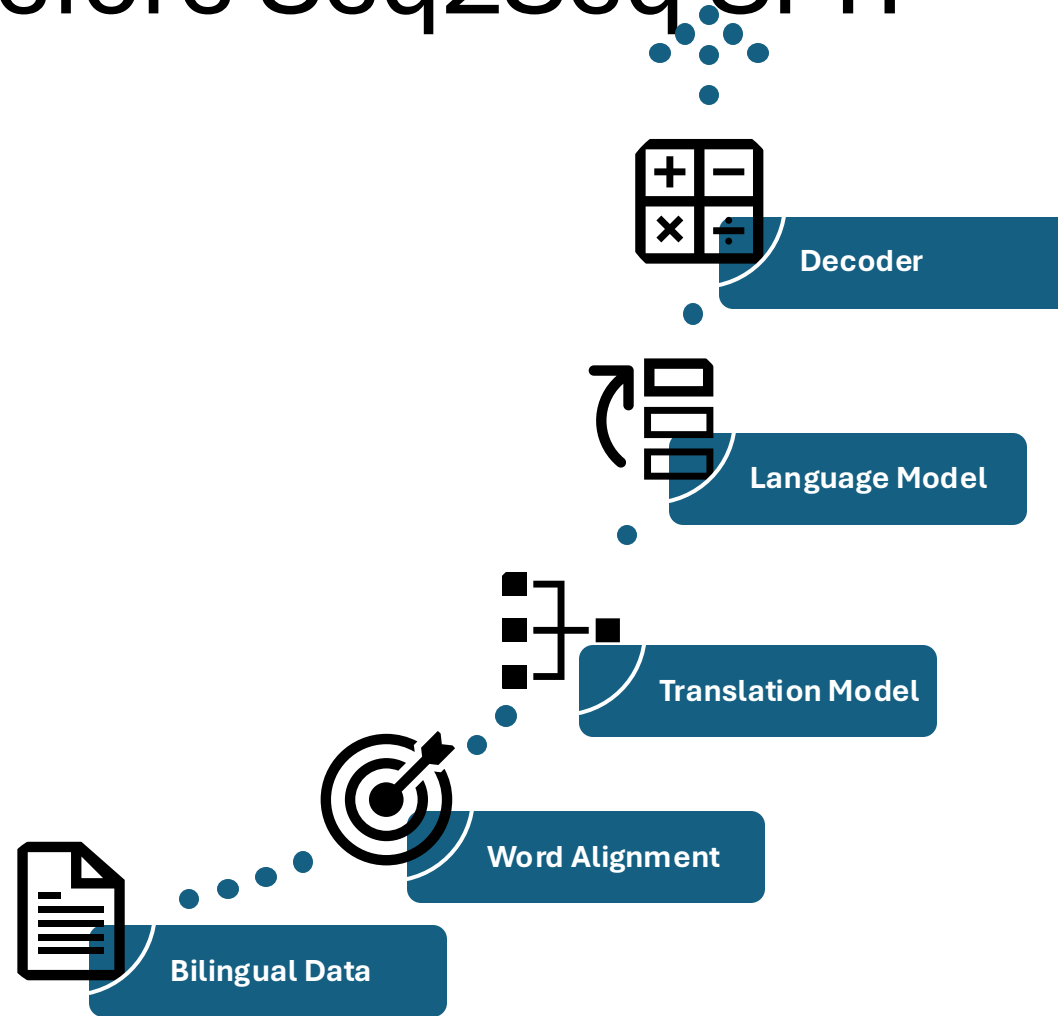 Decoder
Language Model
Translation Model
Word Alignment
Bilingual Data